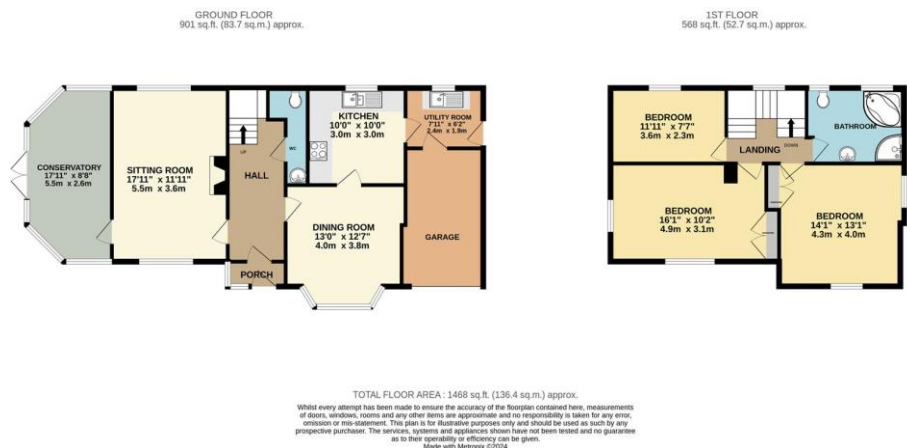 GROUND FLOOR
901 sq.ft. (83.7 sq.m.) approx.
1ST FLOOR
568 sq.ft. (52.7 sq.m.) approx.
CONSERVATORY
17'11" x 8'8"
5.5m x 2.6m
SITTING ROOM
17'11" x 11'11"
5.5m x 3.6m
UP
HALL
WC
PORCH
KITCHEN
10'0" x 10'0"
3.0m x 3.0m
DINING ROOM
13'0" x 12'7"
4.0m x 3.8m
UTILITY ROOM
7'11" x 6'2"
2.4m x 1.9m
GARAGE
BEDROOM
11'11" x 7'7"
3.6m x 2.3m
DOWN
LANDING
BATHROOM
BEDROOM
16'1" x 10'2"
4.9m x 3.1m
BEDROOM
14'1" x 13'1"
4.3m x 4.0m
TOTAL FLOOR AREA : 1468 sq.ft. (136.4 sq.m.) approx.
Whilst every attempt has been made to ensure the accuracy of the floorplan contained here, measurements
of doors, windows, rooms and any other items are approximate and no responsibility is taken for any error,
omission or mis-statement. This plan is for illustrative purposes only and should be used as such by any
prospective purchaser. The services, systems and appliances shown have not been tested and no guarantee
as to their operability or efficiency can be given.
Made with Metropix ©2024